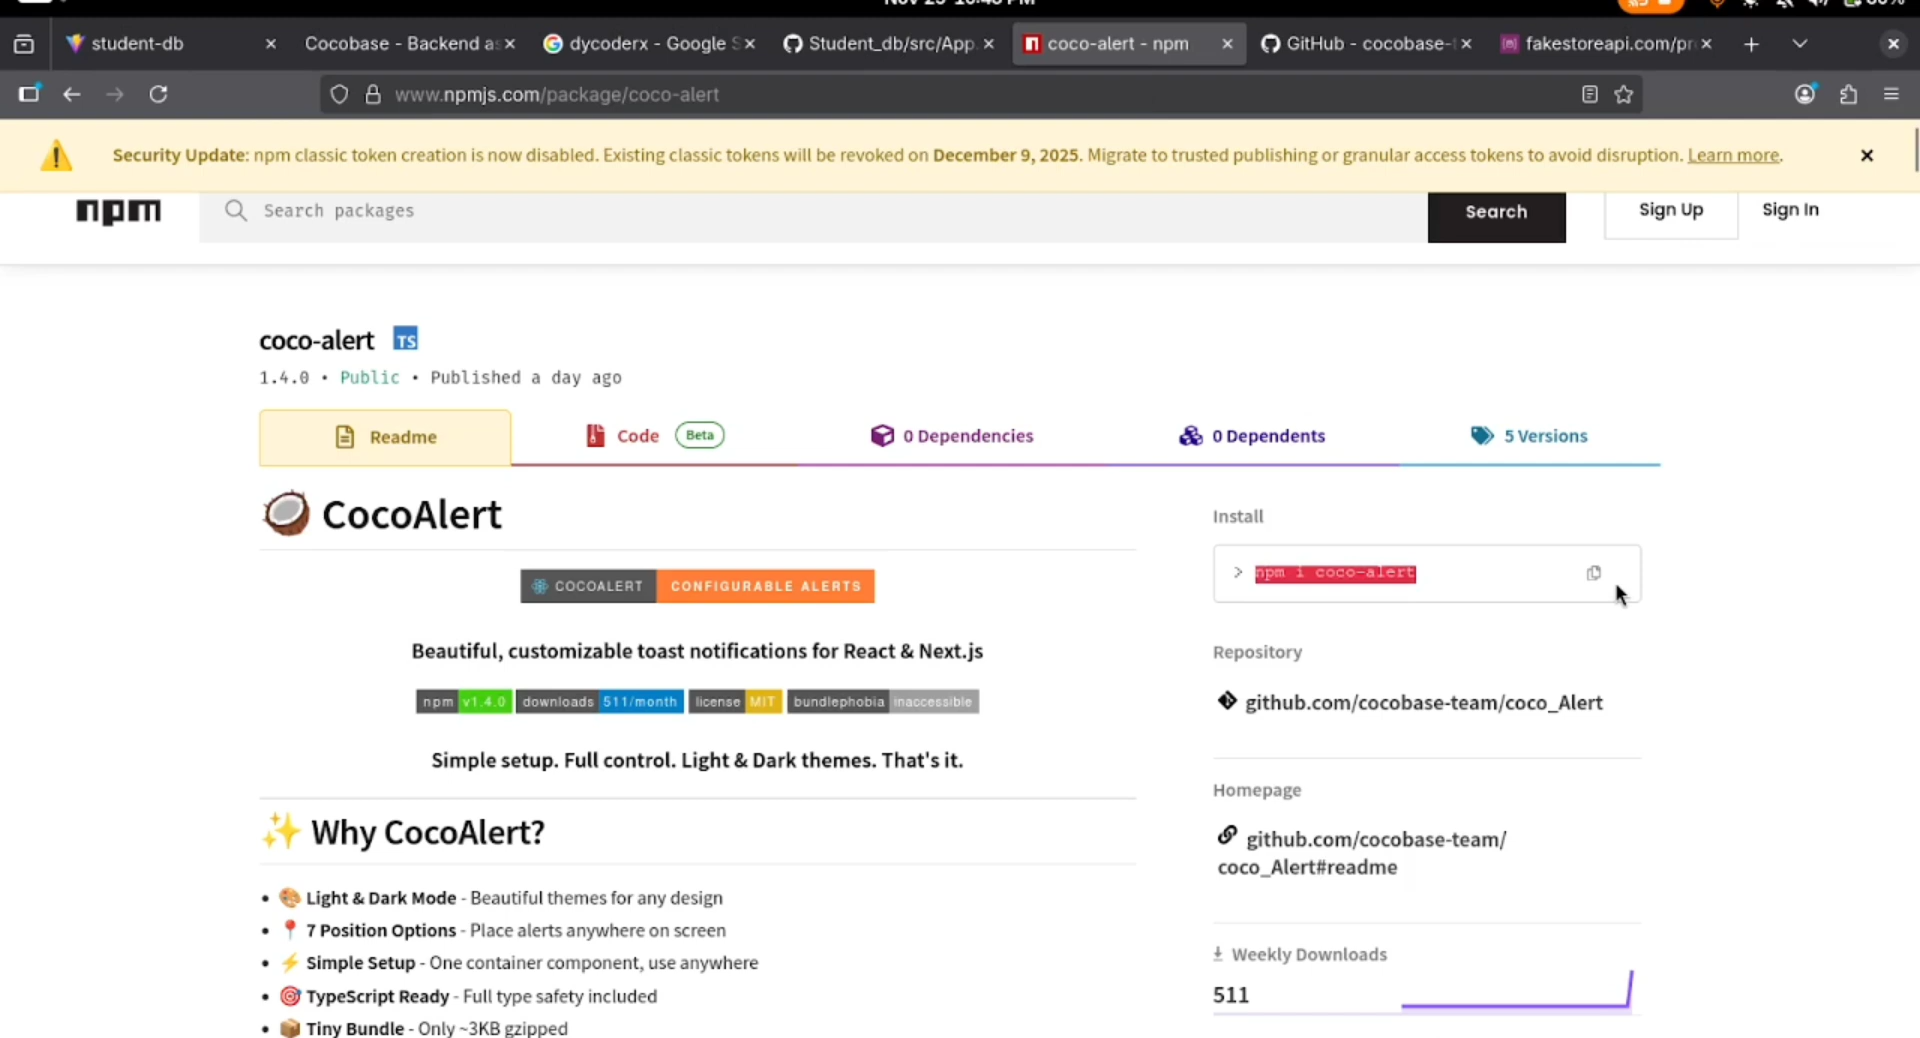 student-db
Cocobase - Backend as
dycoderx - Google S
Student_db/src/App.
coco-alert - npm
GitHub - cocobase-t
fakestoreapi.com/pr
www.npmjs.com/package/coco-alert
Security Update: npm classic token creation is now disabled. Existing classic tokens will be revoked on December 9, 2025. Migrate to trusted publishing or granular access tokens to avoid disruption. Learn more.
npm
Search packages
Search
Sign Up
Sign In
coco-alert TS
1.4.0 • Public • Published a day ago
Readme
Code Beta
0 Dependencies
0 Dependents
5 Versions
CocoAlert
COCOALERT CONFIGURABLE ALERTS
Beautiful, customizable toast notifications for React & Next.js
npm v1.4.0 downloads 511/month license MIT bundlephobia inaccessible
Simple setup. Full control. Light & Dark themes. That's it.
✨ Why CocoAlert?
• 🎨 Light & Dark Mode - Beautiful themes for any design
• 📍 7 Position Options - Place alerts anywhere on screen
• ⚡ Simple Setup - One container component, use anywhere
• 🎯 TypeScript Ready - Full type safety included
• 📦 Tiny Bundle - Only ~3KB gzipped
Install
> npm i coco-alert
Repository
github.com/cocobase-team/coco_Alert
Homepage
github.com/cocobase-team/
coco_Alert#readme
Weekly Downloads
511